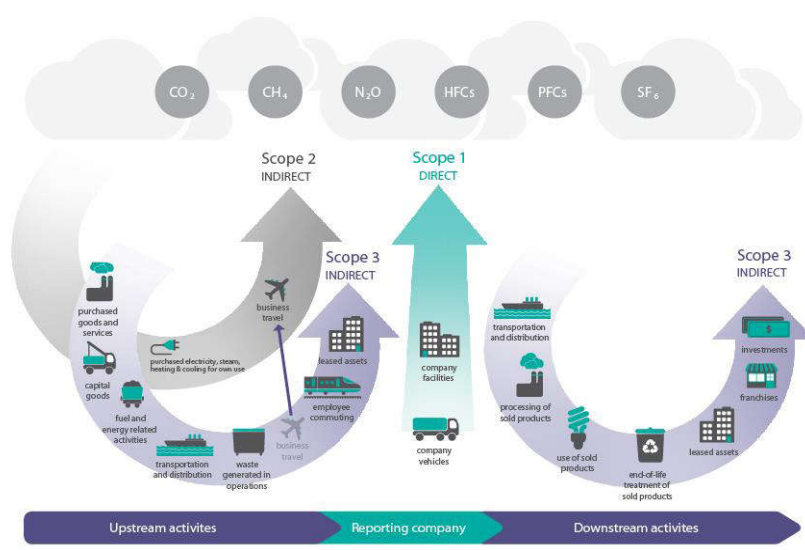 CO₂
CH₄
N₂O
HFCs
PFCs
SF₆
Scope 2
INDIRECT
Scope 1
DIRECT
Scope 3
INDIRECT
Scope 3
INDIRECT
purchased
goods and
services
capital
goods
fuel and
energy related
activities
transportation
and distribution
waste
generated in
operations
business
travel
business
travel
purchased electricity, steam,
heating & cooling for own use
employee
commuting
leased assets
company
facilities
company
vehicles
transportation
and distribution
processing of
sold products
use of sold
products
end-of-life
treatment of
sold products
leased assets
franchises
$
investments
Upstream activites
Reporting company
Downstream activites